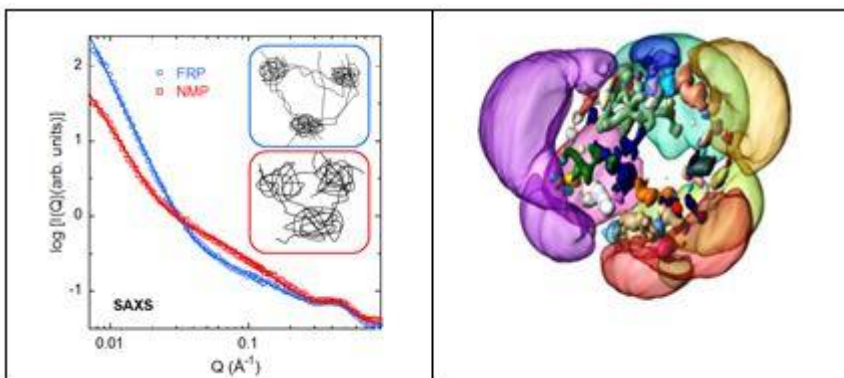 2
FRP
NMP
1
log [I(Q)(arb. units)]
0
-1
SAXS
0.01
0.1
Q (Å⁻¹)